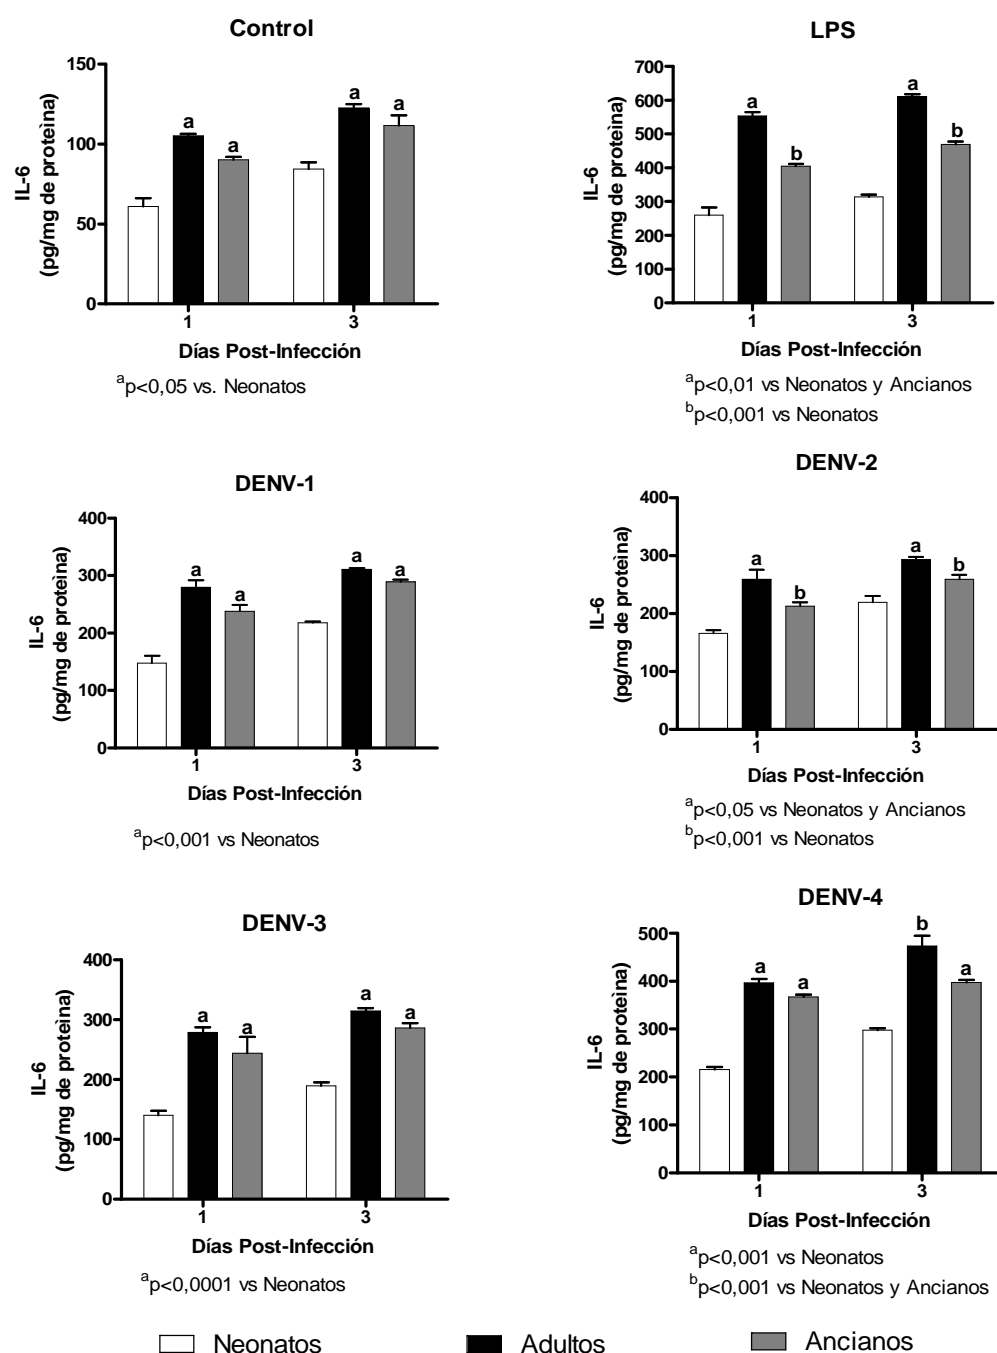 Control
150
100
50
0
IL-6
(pg/mg de proteìna)
a
a
a
a
1
3
Días Post-Infección
ap<0,05 vs. Neonatos
LPS
700
600
500
400
300
200
100
0
IL-6
(pg/mg de proteìna)
a
b
a
b
1
3
Días Post-Infección
ap<0,01 vs Neonatos y Ancianos
bp<0,001 vs Neonatos
DENV-1
400
300
200
100
0
IL-6
(pg/mg de proteìna)
a
a
a
a
1
3
Días Post-Infección
ap<0,001 vs Neonatos
DENV-2
400
300
200
100
0
IL-6
(pg/mg de proteìna)
a
b
a
b
1
3
Días Post-Infección
ap<0,05 vs Neonatos y Ancianos
bp<0,001 vs Neonatos
DENV-3
400
300
200
100
0
IL-6
(pg/mg de proteìna)
a
a
a
a
1
3
Días Post-Infección
ap<0,0001 vs Neonatos
DENV-4
500
400
300
200
100
0
IL-6
(pg/mg de proteìna)
a
a
b
a
1
3
Días Post-Infección
ap<0,001 vs Neonatos
bp<0,001 vs Neonatos y Ancianos
Neonatos
Adultos
Ancianos